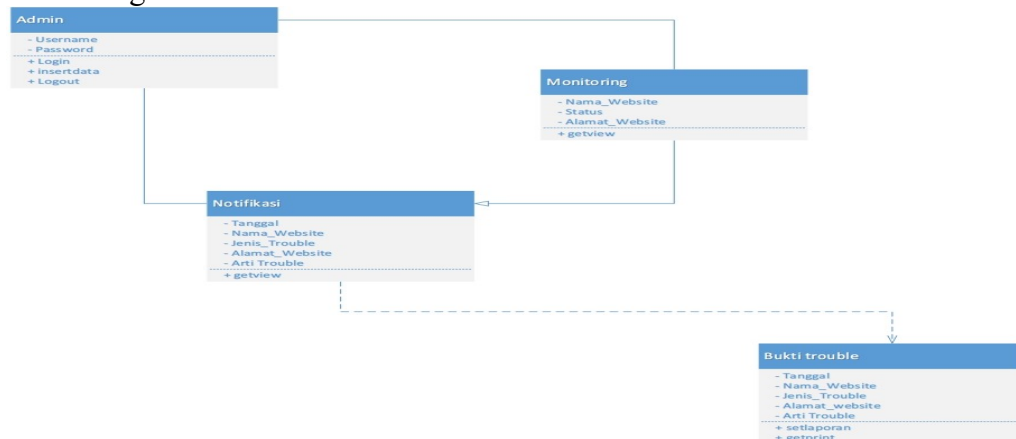 Admin
- Username
- Password
+ Login
+ insertdata
+ Logout
Monitoring
- Nama_Website
- Status
- Alamat_Website
+ getview
Notifikasi
- Tanggal
- Nama_Website
- Jenis_Trouble
- Alamat_Website
- Arti Trouble
+ getview
Bukti trouble
- Tanggal
- Nama_Website
- Jenis_Trouble
- Alamat_website
- Arti Trouble
+ setlaporan
+ getprint